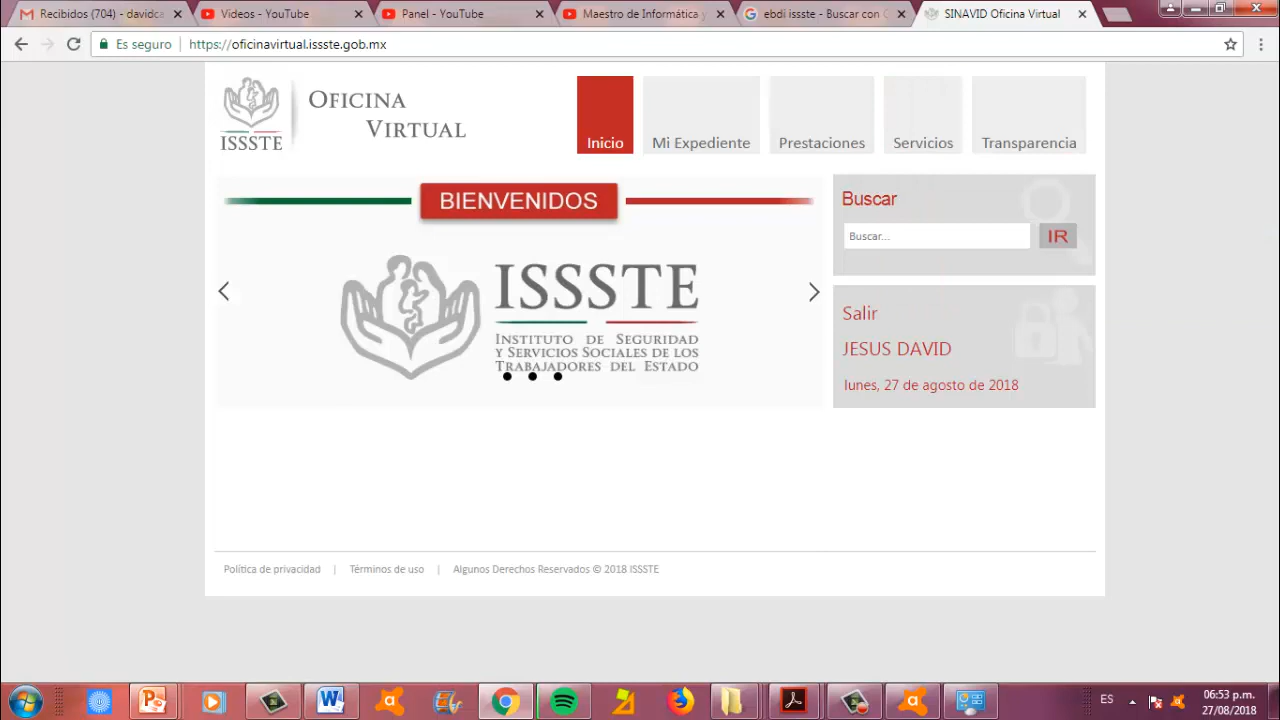 Recibidos (704) - davidca
Videos - YouTube
Panel - YouTube
Maestro de Informática y
ebdi issste - Buscar con G
SINAVID Oficina Virtual
Es seguro
https://oficinavirtual.issste.gob.mx
ISSSTE
OFICINA
VIRTUAL
Inicio
Mi Expediente
Prestaciones
Servicios
Transparencia
BIENVENIDOS
ISSSTE
INSTITUTO DE SEGURIDAD
Y SERVICIOS SOCIALES DE LOS
TRABAJADORES DEL ESTADO
Buscar
Buscar...
IR
Salir
JESUS DAVID
lunes, 27 de agosto de 2018
Política de privacidad | Términos de uso | Algunos Derechos Reservados © 2018 ISSSTE
ES
06:53 p.m.
27/08/2018